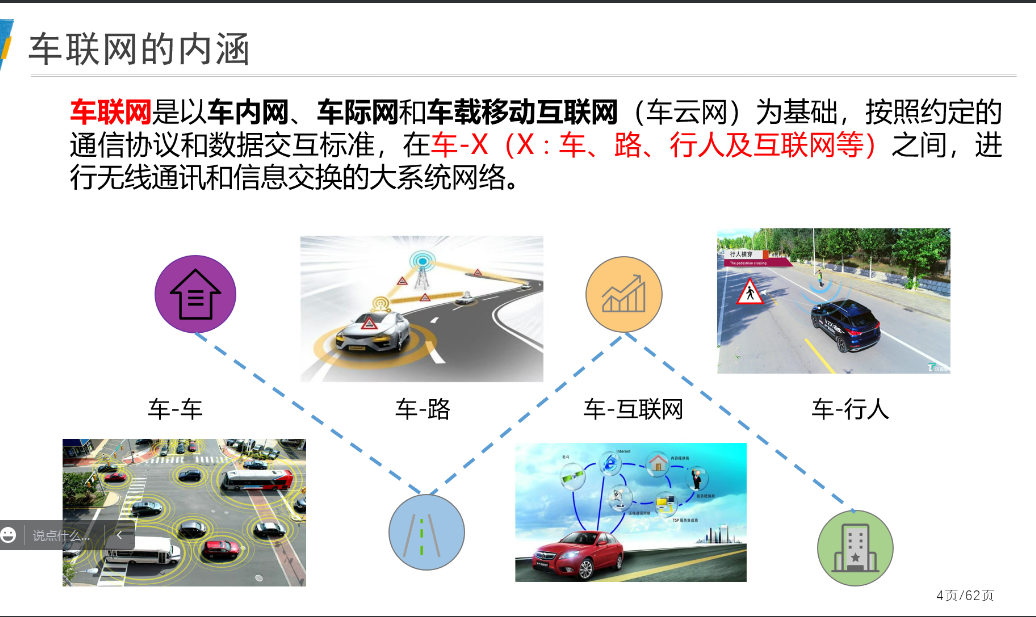 车联网的内涵
车联网是以车内网、车际网和车载移动互联网（车云网）为基础，按照约定的
通信协议和数据交互标准，在车-X（X：车、路、行人及互联网等）之间，进
行无线通讯和信息交换的大系统网络。
行人横穿
车-车
车-路
车-互联网
车-行人
Internet
说点什么...
4页/62页